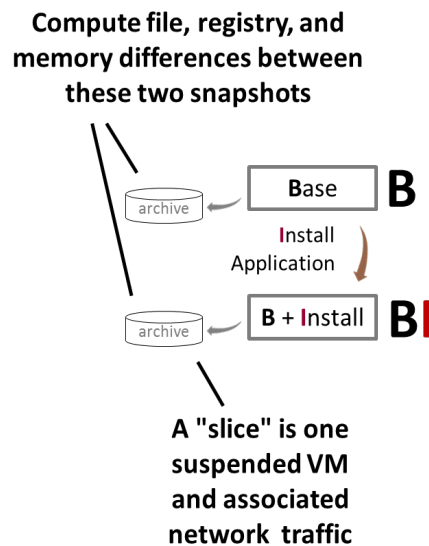 Compute file, registry, and
memory differences between
these two snapshots
archive
Base
B
Install
Application
archive
B + Install
BI
A "slice" is one
suspended VM
and associated
network traffic